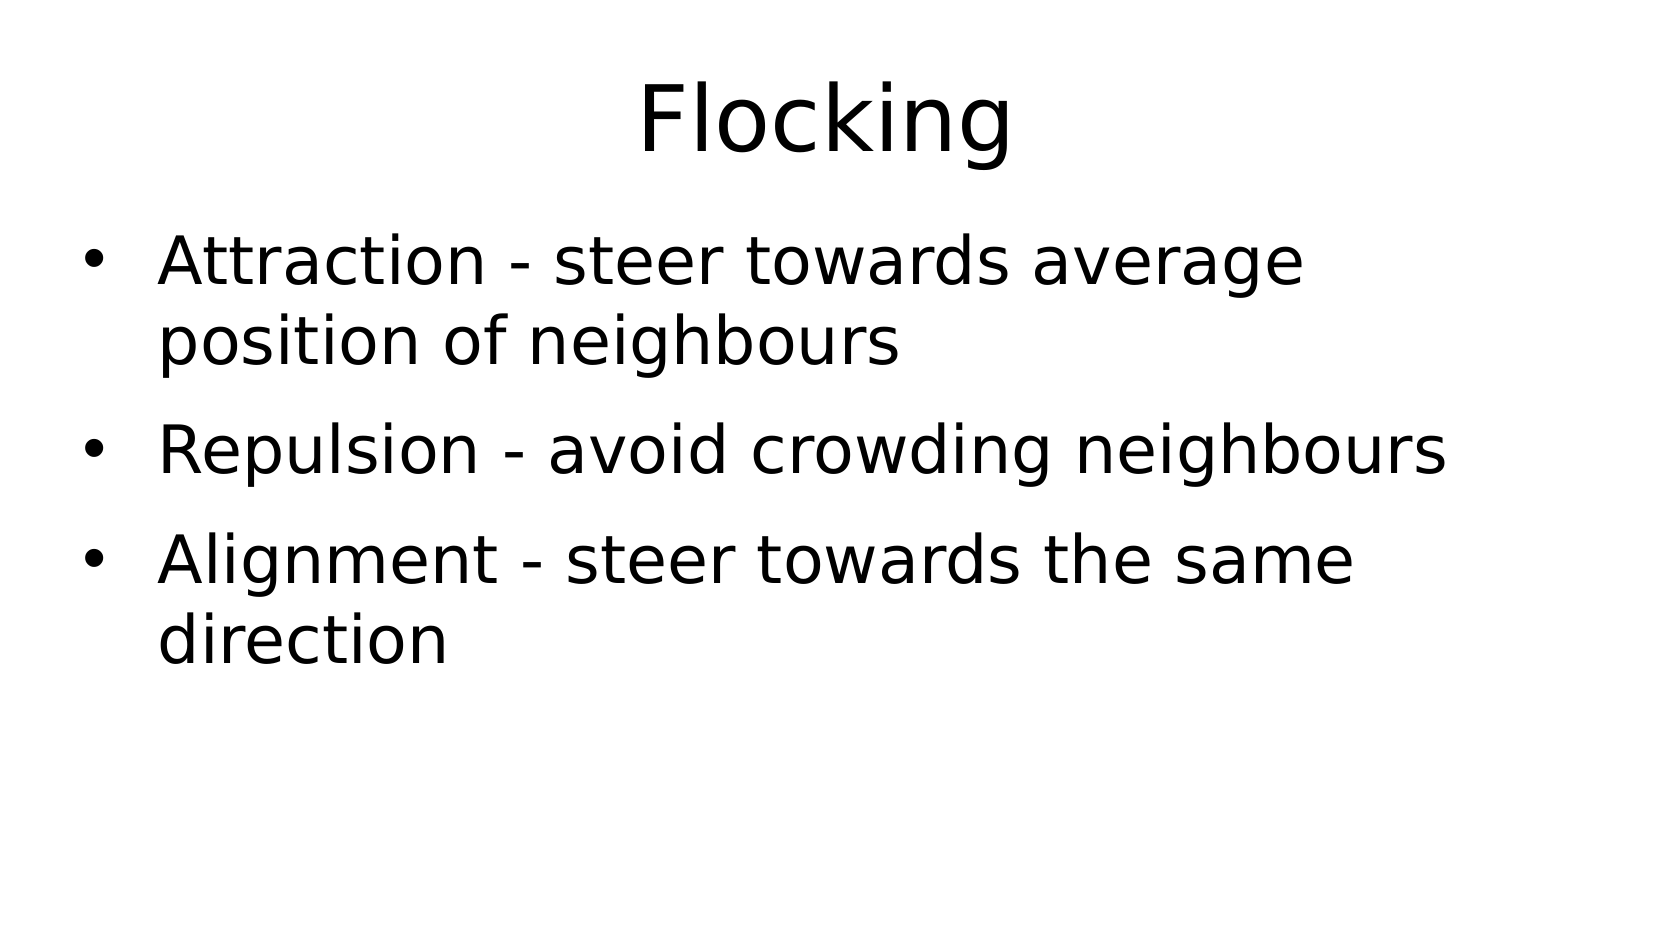 Flocking
• Attraction - steer towards average
position of neighbours
• Repulsion - avoid crowding neighbours
• Alignment - steer towards the same
direction